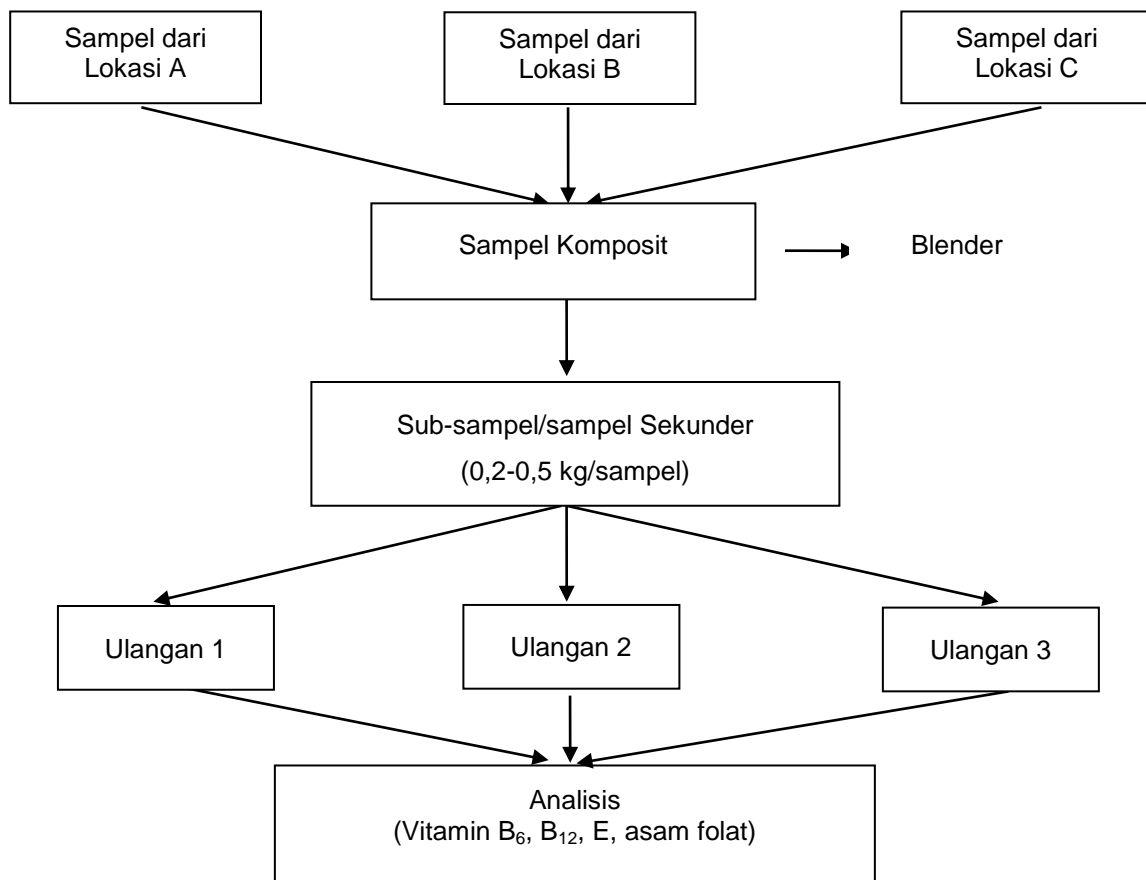 Sampel dari
Lokasi A
Sampel dari
Lokasi B
Sampel dari
Lokasi C
Sampel Komposit
Blender
Sub-sampel/sampel Sekunder
(0,2-0,5 kg/sampel)
Ulangan 1
Ulangan 2
Ulangan 3
Analisis
(Vitamin B₆, B₁₂, E, asam folat)